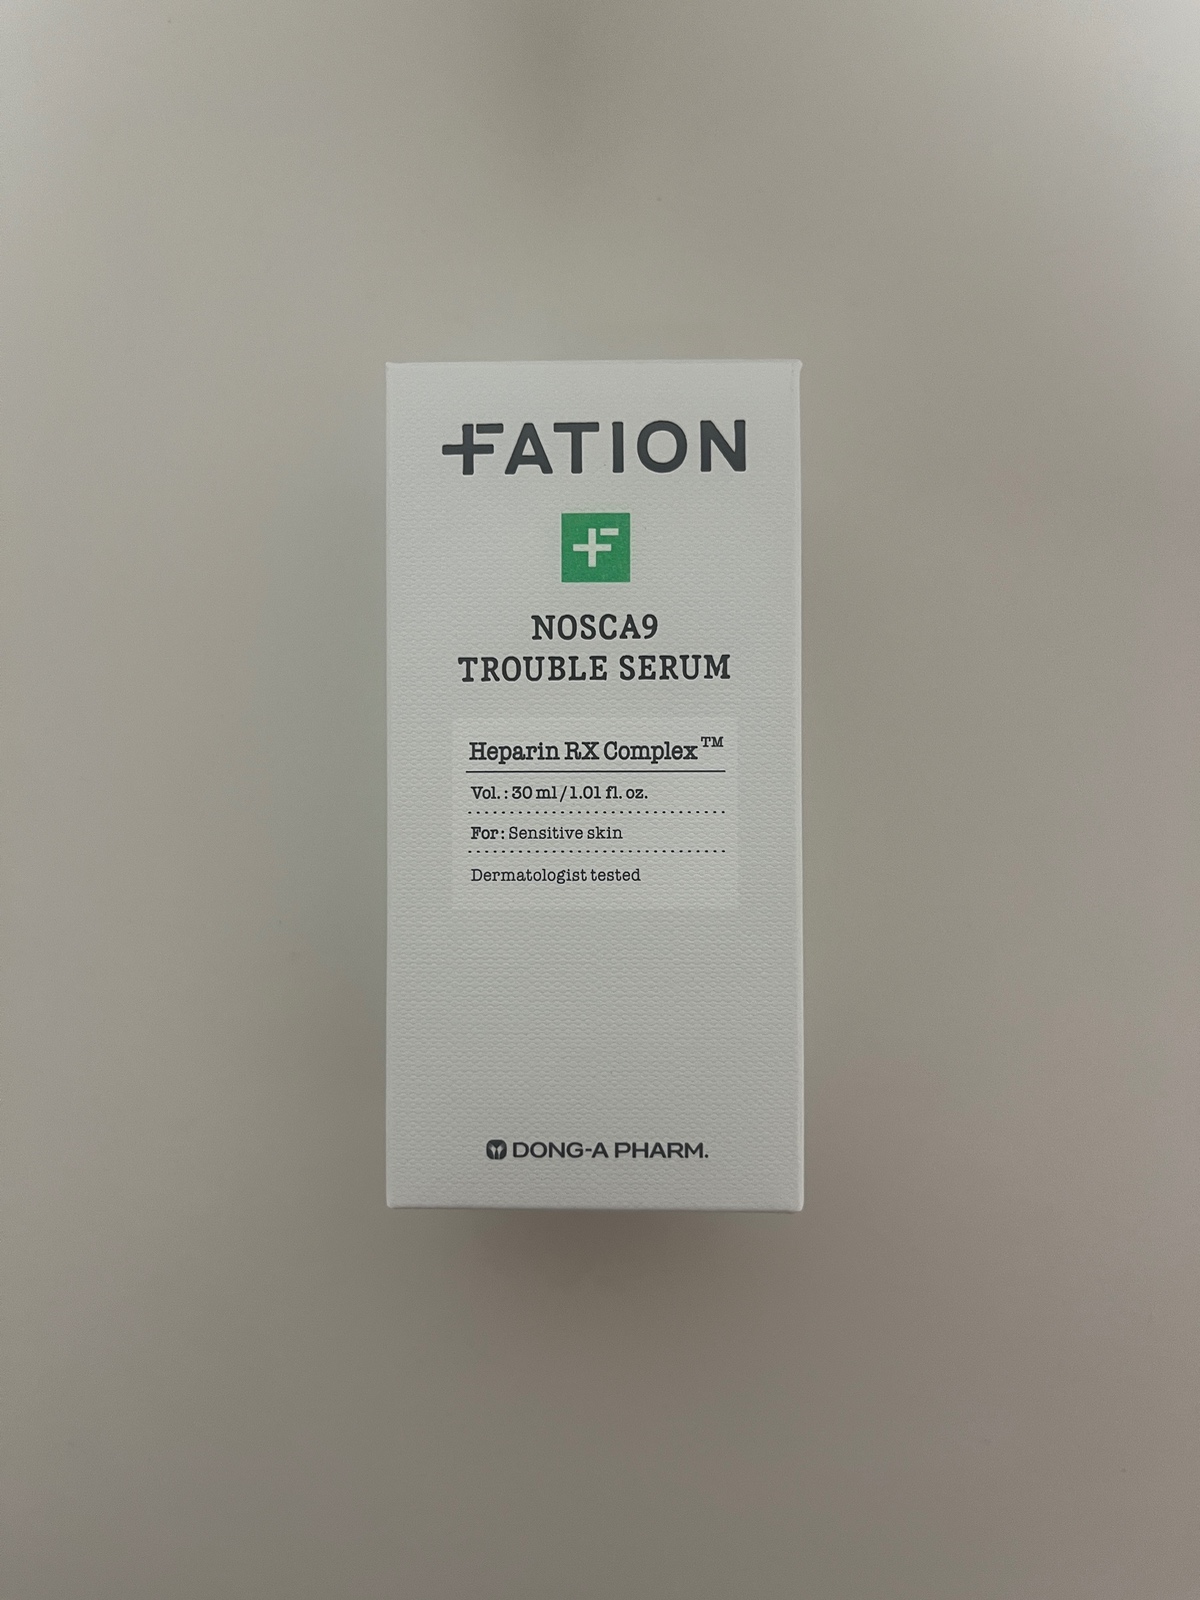 FATION
NOSCA9
TROUBLE SERUM
Heparin RX Complex™
Vol. : 30 ml / 1.01 fl. oz.
For : Sensitive skin
Dermatologist tested
DONG-A PHARM.